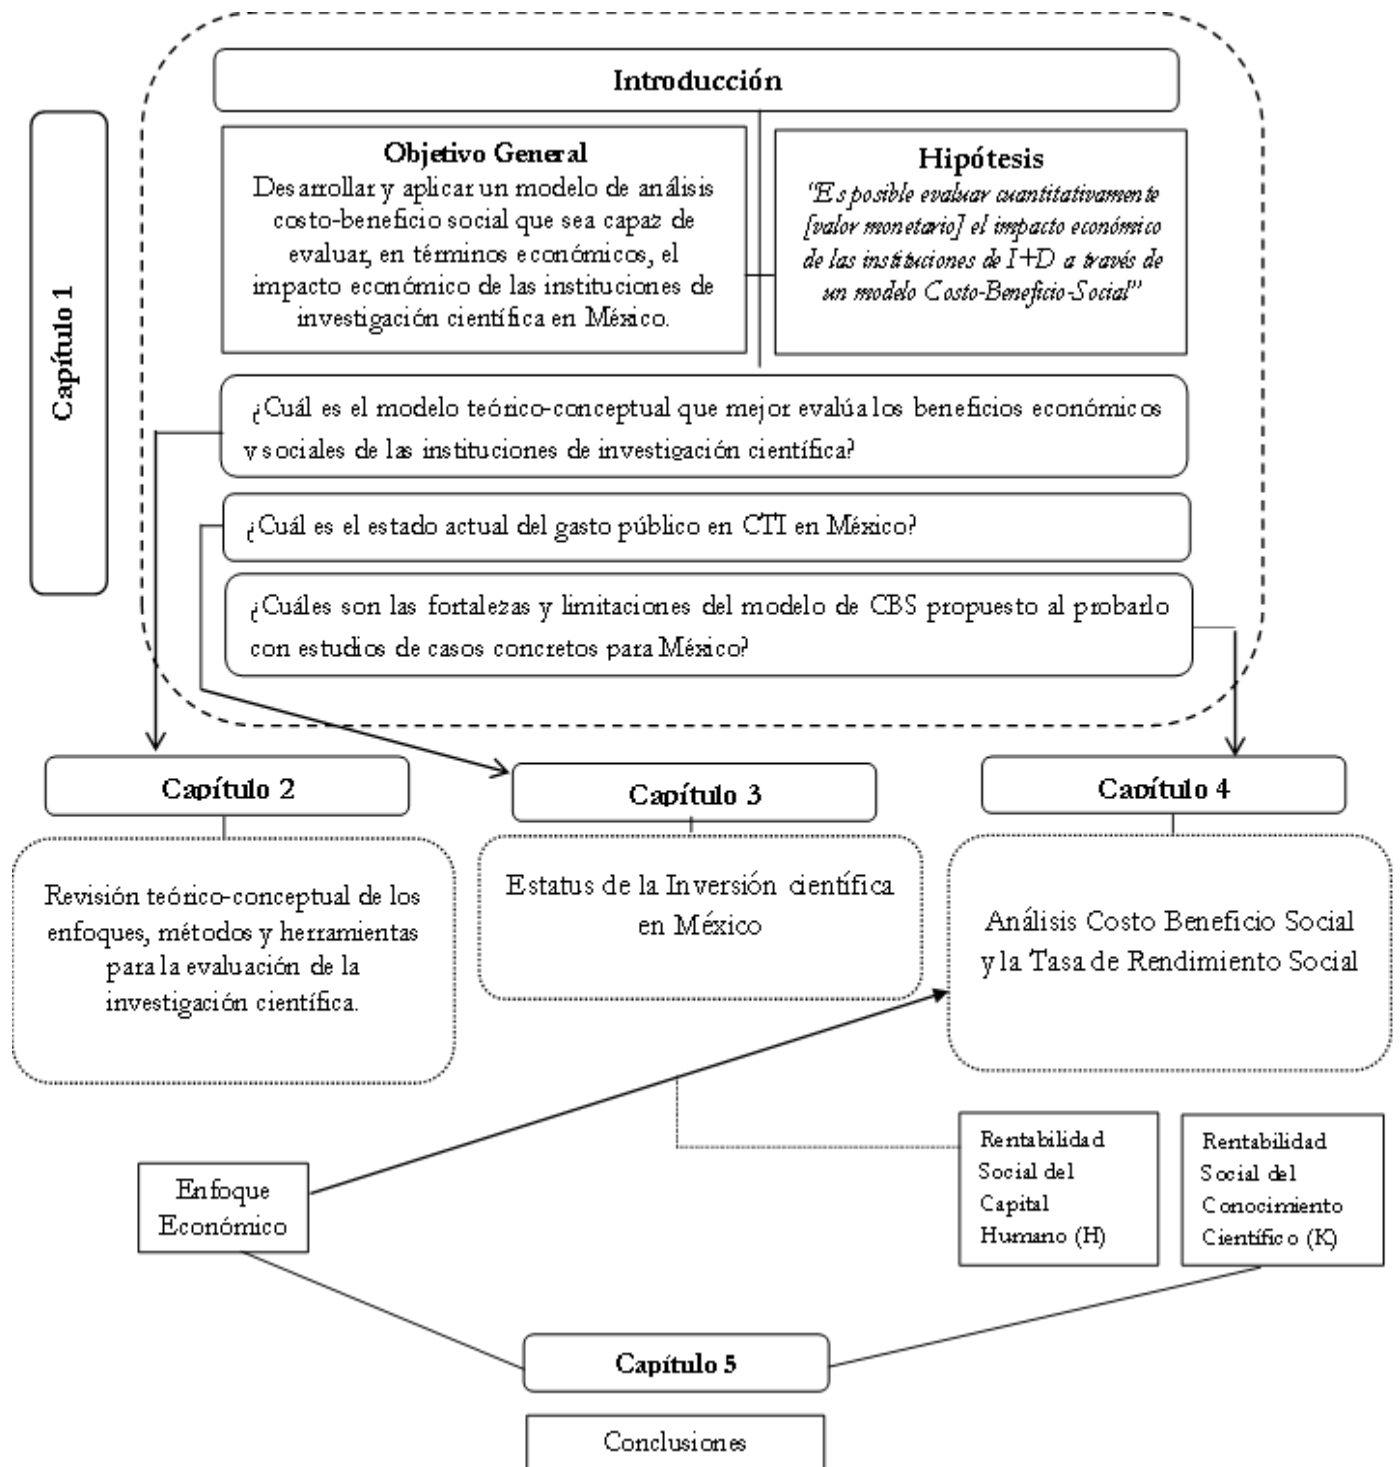 Introducción
Capítulo 1
Objetivo General
Desarrollar y aplicar un modelo de análisis
costo-beneficio social que sea capaz de
evaluar, en términos económicos, el
impacto económico de las instituciones de
investigación científica en México.
Hipótesis
"Es posible evaluar cuantitativamente
[valor monetario] el impacto económico
de las instituciones de I+D a través de
un modelo Costo-Beneficio-Social"
¿Cuál es el modelo teórico-conceptual que mejor evalúa los beneficios económicos
y sociales de las instituciones de investigación científica?
¿Cuál es el estado actual del gasto público en CTI en México?
¿Cuáles son las fortalezas y limitaciones del modelo de CBS propuesto al probarlo
con estudios de casos concretos para México?
Capítulo 2
Capítulo 3
Capítulo 4
Revisión teórico-conceptual de los
enfoques, métodos y herramientas
para la evaluación de la
investigación científica.
Estatus de la Inversión científica
en México
Análisis Costo Beneficio Social
y la Tasa de Rendimiento Social
Enfoque
Económico
Rentabilidad
Social del
Capital
Humano (H)
Rentabilidad
Social del
Conocimiento
Científico (K)
Capítulo 5
Conclusiones